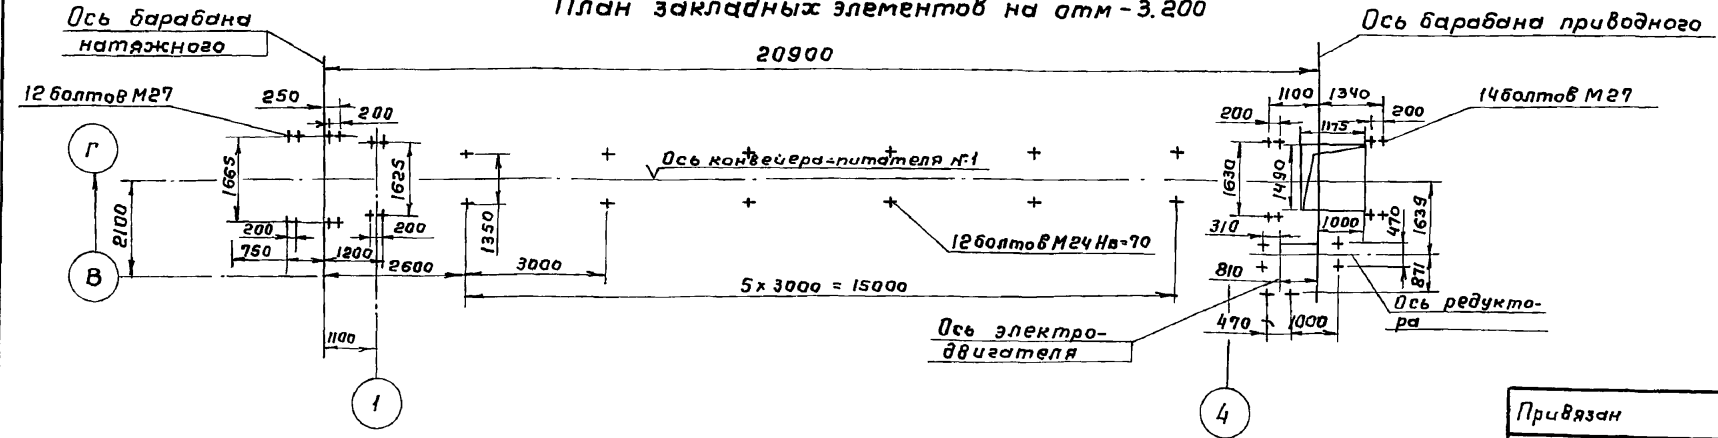 План закладных элементов на отм-3.200
Ось барабана
натяжного
Ось барабана приводного
20900
12 болтов М27
250
200
1100
1340
200
200
14 болтов М27
1175
Г
1665
1625
Ось конвейера-питателя №1
1630
1490
1639
2100
1350
200
200
310
1000
470
750
1200
2600
3000
12 болтов М24 Нв=70
В
5 × 3000 = 15000
810
871
Ось редукто-
ра
Ось электро-
двигателя
470
1000
1100
1
4
Привязан